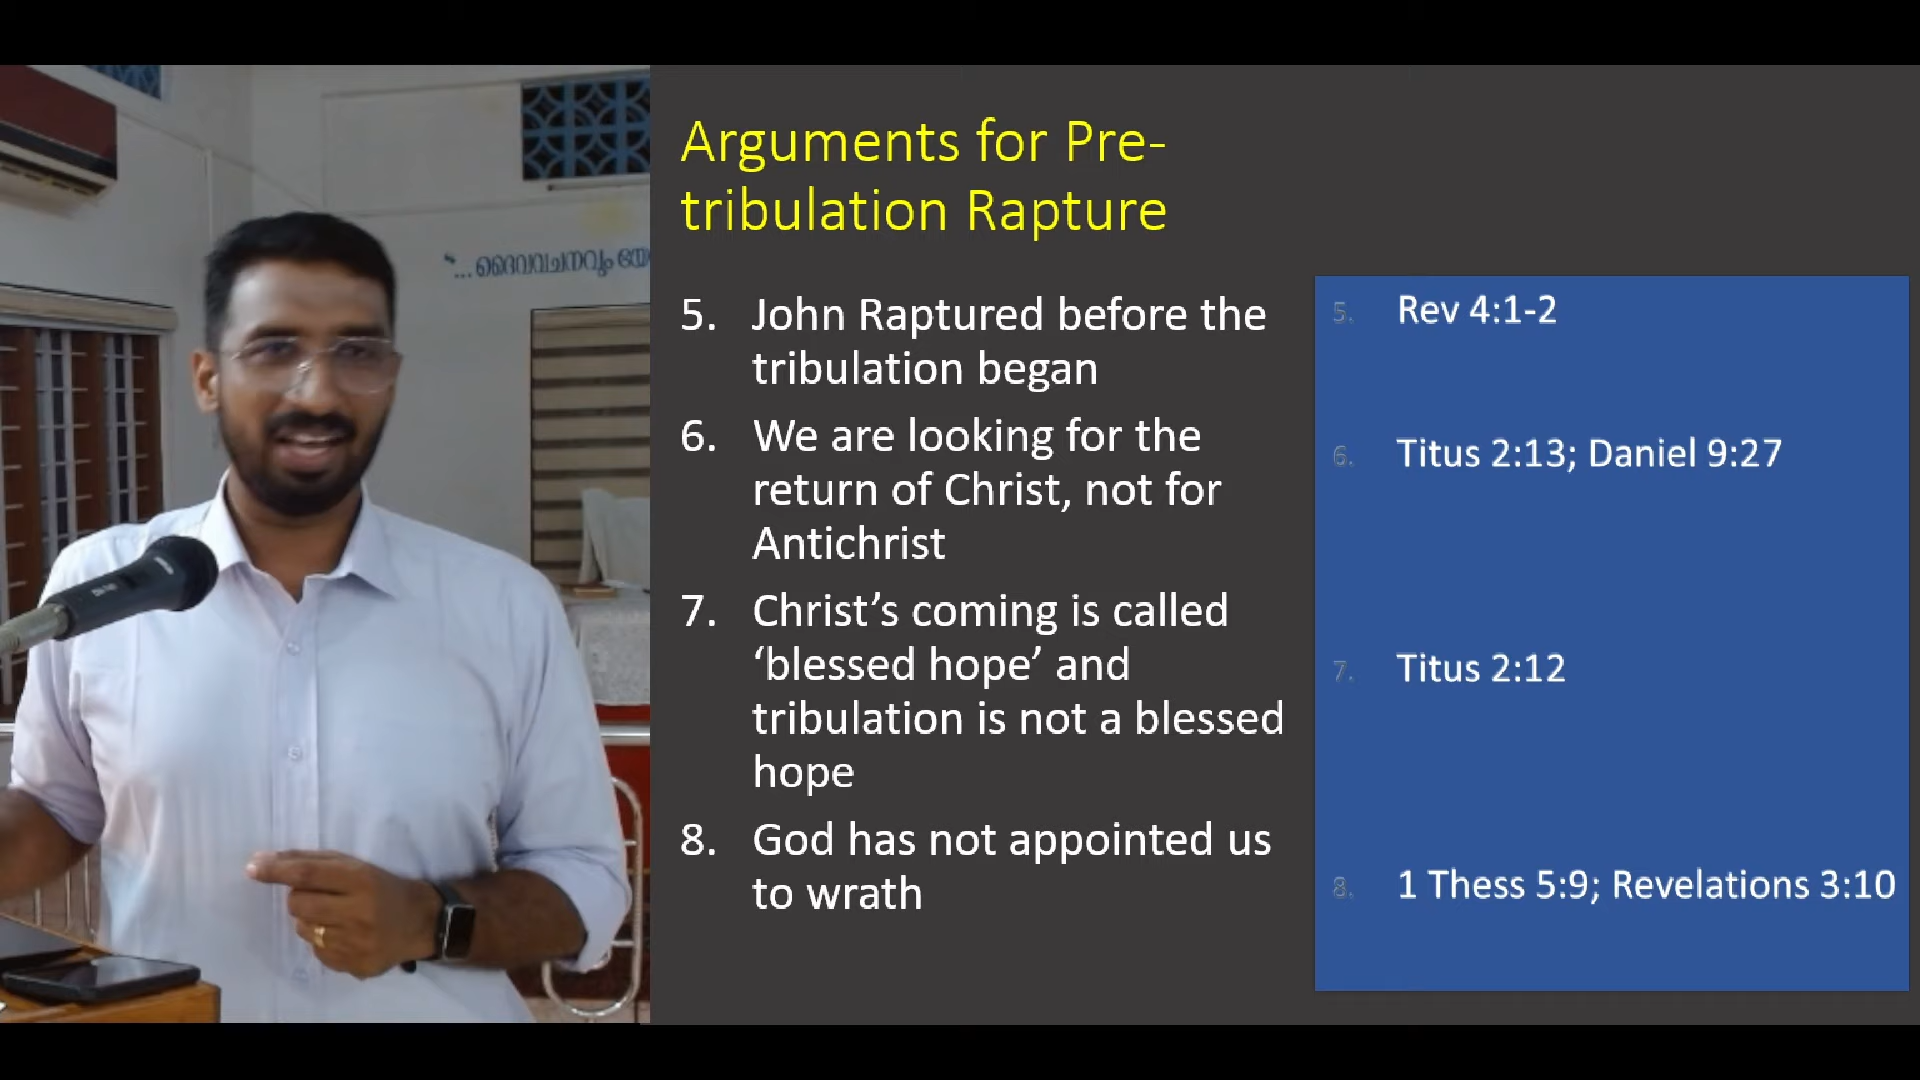 "...ദൈവവചനവും
Arguments for Pre-
tribulation Rapture
5. John Raptured before the
tribulation began
6. We are looking for the
return of Christ, not for
Antichrist
7. Christ’s coming is called
‘blessed hope’ and
tribulation is not a blessed
hope
8. God has not appointed us
to wrath
5. Rev 4:1-2
6. Titus 2:13; Daniel 9:27
7. Titus 2:12
8. 1 Thess 5:9; Revelations 3:10